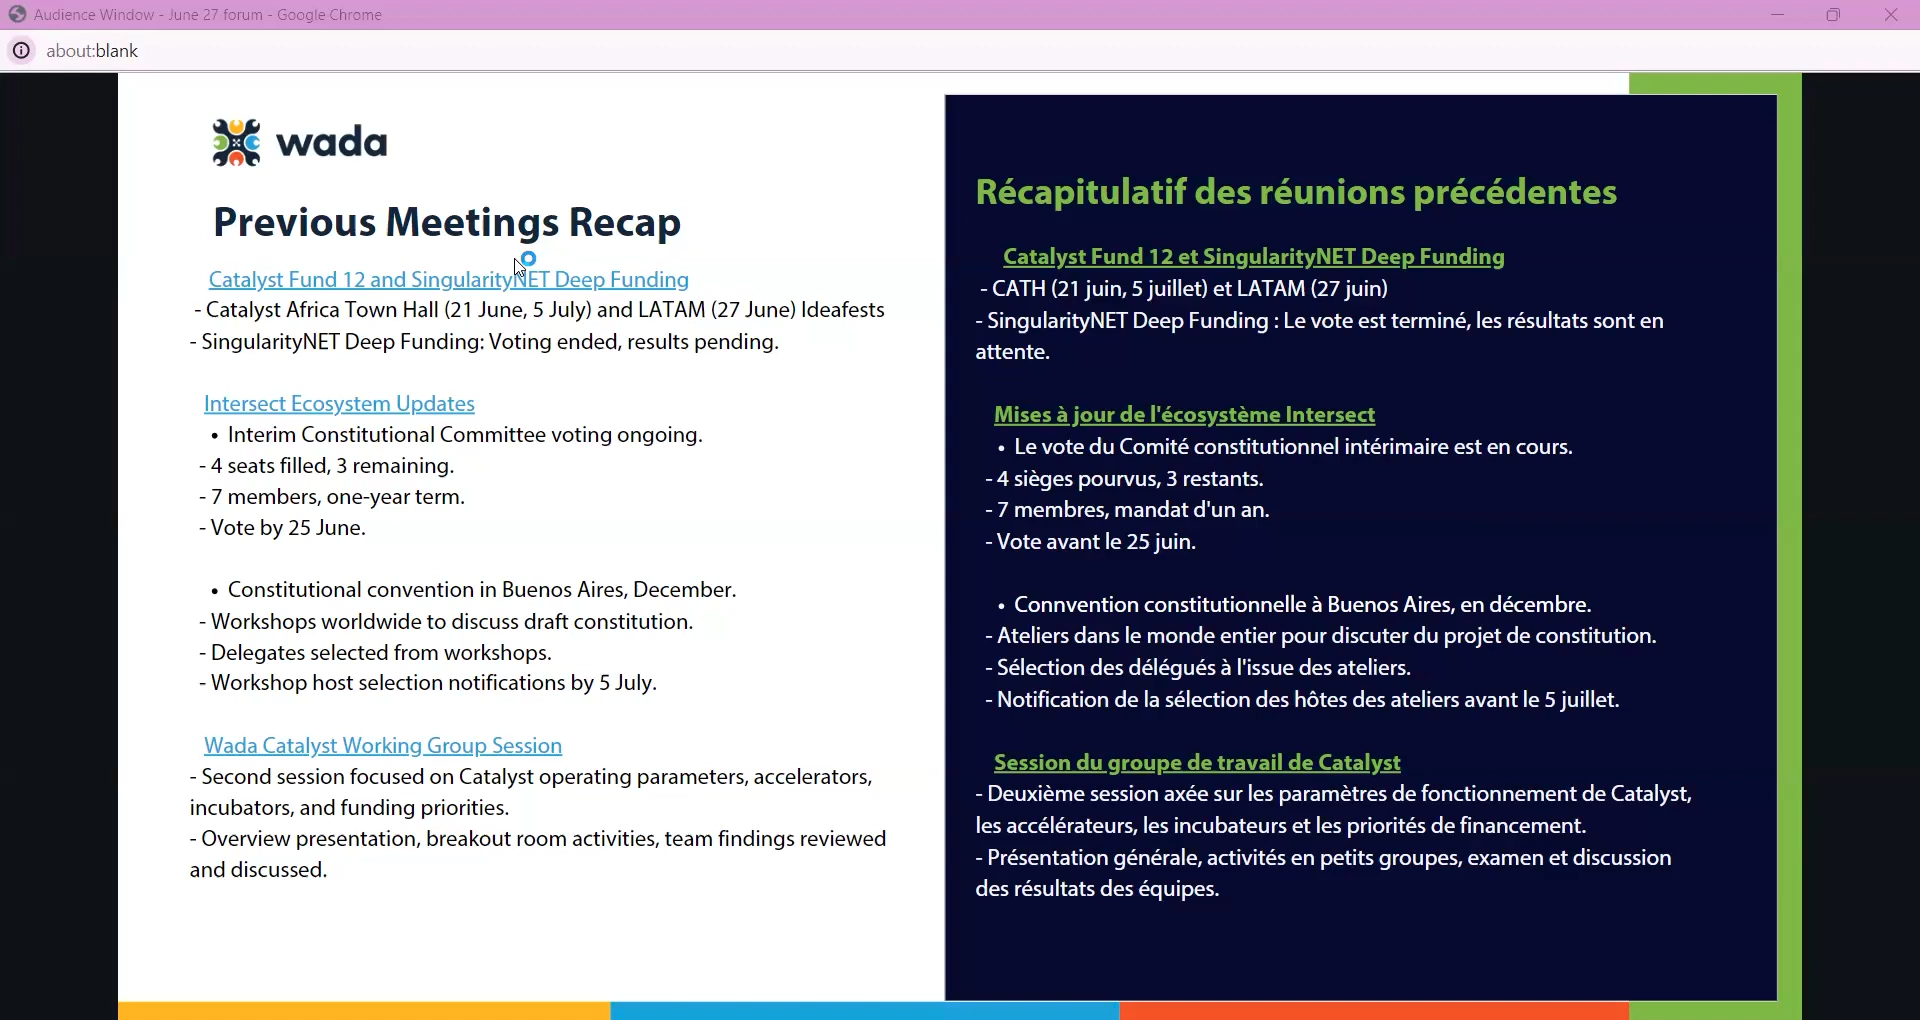 Audience Window - June 27 forum - Google Chrome
about:blank
wada
Previous Meetings Recap
Catalyst Fund 12 and SingularityNET Deep Funding
- Catalyst Africa Town Hall (21 June, 5 July) and LATAM (27 June) Ideafests
- SingularityNET Deep Funding: Voting ended, results pending.
Intersect Ecosystem Updates
• Interim Constitutional Committee voting ongoing.
- 4 seats filled, 3 remaining.
- 7 members, one-year term.
- Vote by 25 June.
• Constitutional convention in Buenos Aires, December.
- Workshops worldwide to discuss draft constitution.
- Delegates selected from workshops.
- Workshop host selection notifications by 5 July.
Wada Catalyst Working Group Session
- Second session focused on Catalyst operating parameters, accelerators,
incubators, and funding priorities.
- Overview presentation, breakout room activities, team findings reviewed
and discussed.
Récapitulatif des réunions précédentes
Catalyst Fund 12 et SingularityNET Deep Funding
- CATH (21 juin, 5 juillet) et LATAM (27 juin)
- SingularityNET Deep Funding : Le vote est terminé, les résultats sont en
attente.
Mises à jour de l'écosystème Intersect
• Le vote du Comité constitutionnel intérimaire est en cours.
- 4 sièges pourvus, 3 restants.
- 7 membres, mandat d'un an.
- Vote avant le 25 juin.
• Connvention constitutionnelle à Buenos Aires, en décembre.
- Ateliers dans le monde entier pour discuter du projet de constitution.
- Sélection des délégués à l'issue des ateliers.
- Notification de la sélection des hôtes des ateliers avant le 5 juillet.
Session du groupe de travail de Catalyst
- Deuxième session axée sur les paramètres de fonctionnement de Catalyst,
les accélérateurs, les incubateurs et les priorités de financement.
- Présentation générale, activités en petits groupes, examen et discussion
des résultats des équipes.